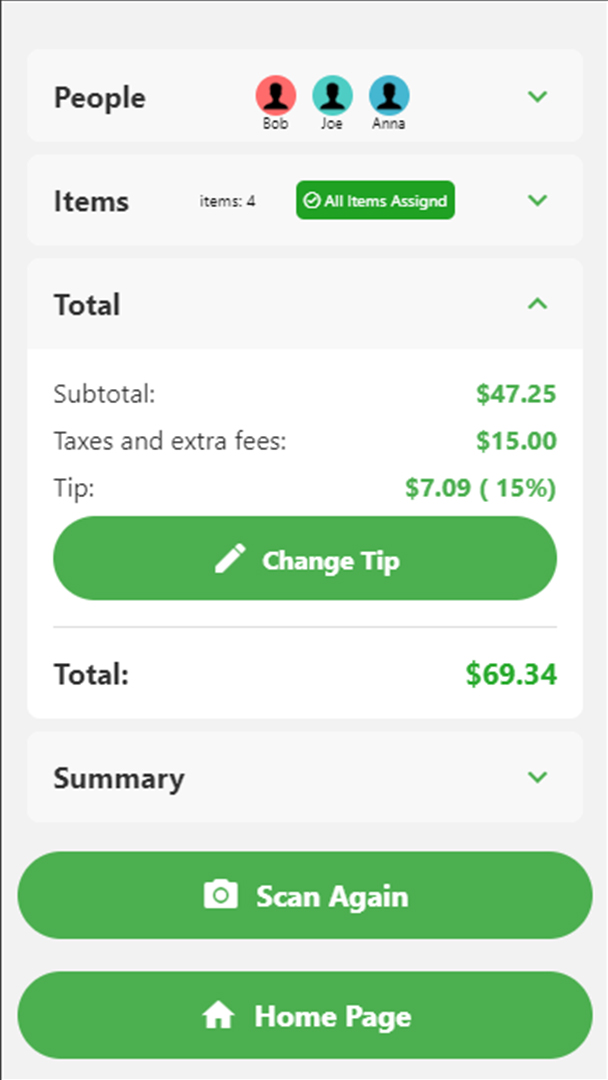 People
Bob Joe Anna
Items items: 4 All Items Assignd
Total
Subtotal: $47.25
Taxes and extra fees: $15.00
Tip: $7.09 ( 15%)
Change Tip
Total: $69.34
Summary
Scan Again
Home Page